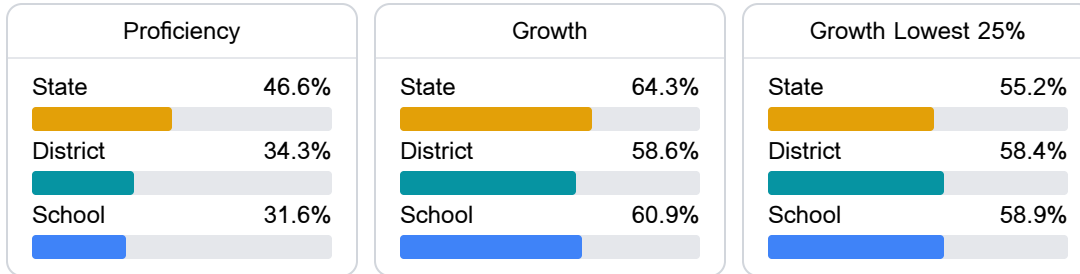 Proficiency
State 46.6%
District 34.3%
School 31.6%
Growth
State 64.3%
District 58.6%
School 60.9%
Growth Lowest 25%
State 55.2%
District 58.4%
School 58.9%